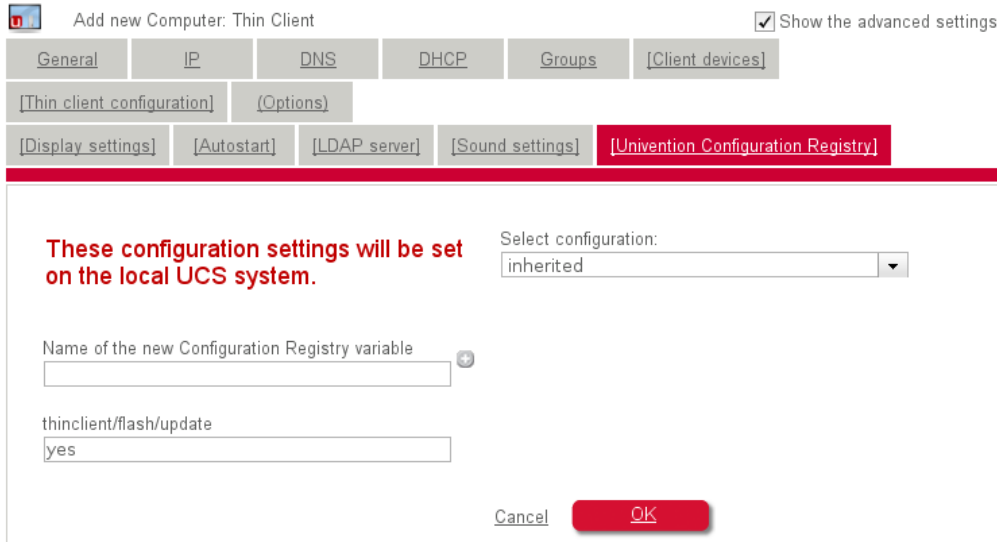 Add new Computer: Thin Client
Show the advanced settings
General IP DNS DHCP Groups [Client devices]
[Thin client configuration] (Options)
[Display settings] [Autostart] [LDAP server] [Sound settings] [Univention Configuration Registry]
These configuration settings will be set
on the local UCS system.
Select configuration:
inherited
Name of the new Configuration Registry variable
thinclient/flash/update
yes
Cancel OK